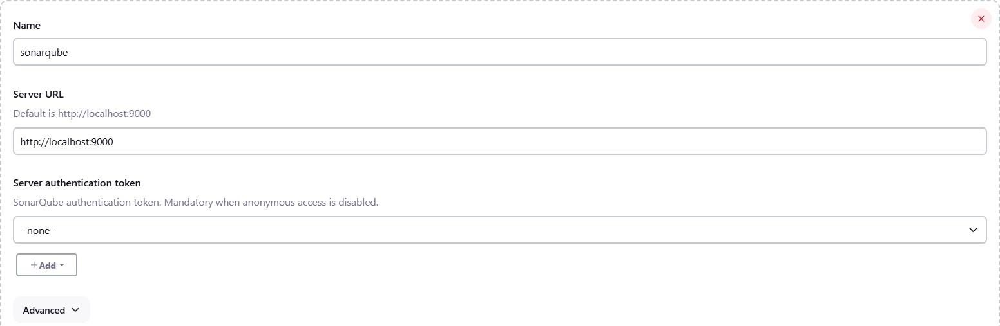 Name
sonarqube
Server URL
Default is http://localhost:9000
http://localhost:9000
Server authentication token
SonarQube authentication token. Mandatory when anonymous access is disabled.
- none -
+ Add
Advanced